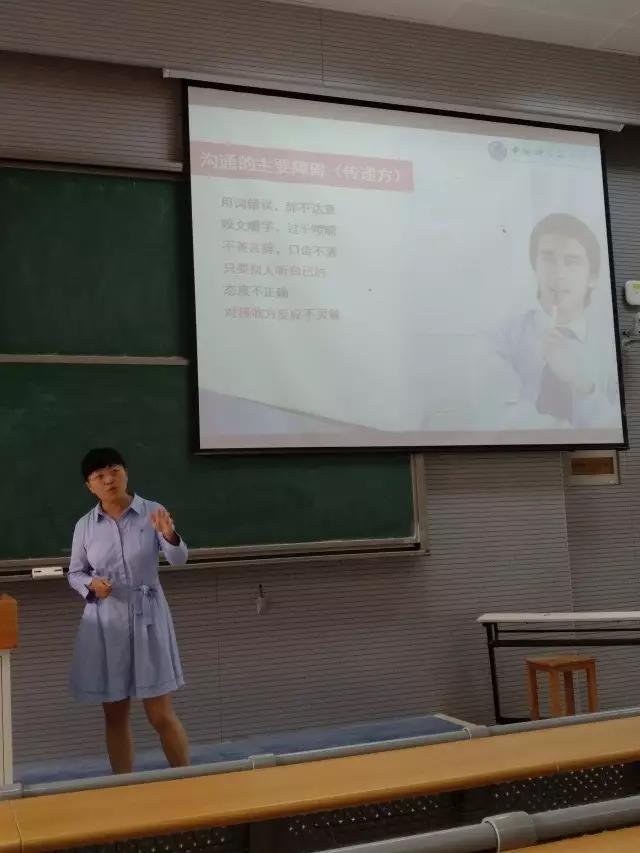 沟通的主要障碍（传递方）
用词错误，辞不达意
咬文嚼字，过于啰嗦
不善言辞，口齿不清
只要别人听自己的
态度不正确
对接收方反应不灵敏